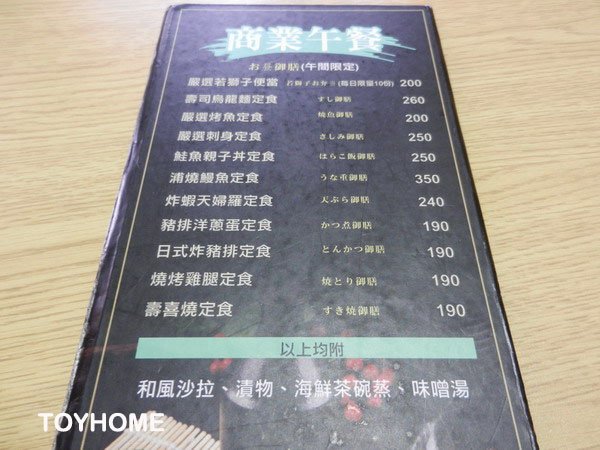 商業午餐
お昼御膳(午間限定)
嚴選若獅子便當 若獅子お弁当(每日限量10份) 200
壽司烏龍麵定食 すし御膳 260
嚴選烤魚定食 焼魚御膳 200
嚴選刺身定食 さしみ御膳 250
鮭魚親子丼定食 はらこ飯御膳 250
浦燒鰻魚定食 うな重御膳 350
炸蝦天婦羅定食 天ぷら御膳 240
豬排洋蔥蛋定食 かつ煮御膳 190
日式炸豬排定食 とんかつ御膳 190
燒烤雞腿定食 焼とり御膳 190
壽喜燒定食 すき焼御膳 190
以上均附
和風沙拉、漬物、海鮮茶碗蒸、味噌湯
TOYHOME